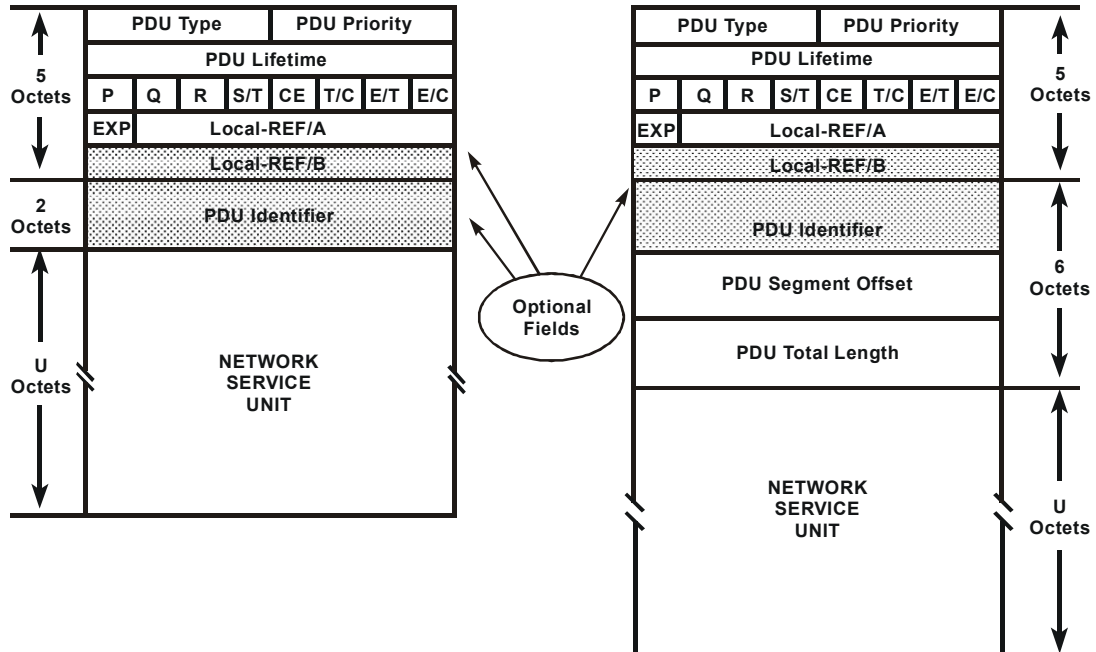 PDU Type PDU Priority
PDU Lifetime
P Q R S/T CE T/C E/T E/C
EXP Local-REF/A
Local-REF/B
PDU Identifier
NETWORK
SERVICE
UNIT
5
Octets
2
Octets
U
Octets
Optional
Fields
PDU Type PDU Priority
PDU Lifetime
P Q R S/T CE T/C E/T E/C
EXP Local-REF/A
Local-REF/B
PDU Identifier
PDU Segment Offset
PDU Total Length
NETWORK
SERVICE
UNIT
5
Octets
6
Octets
U
Octets